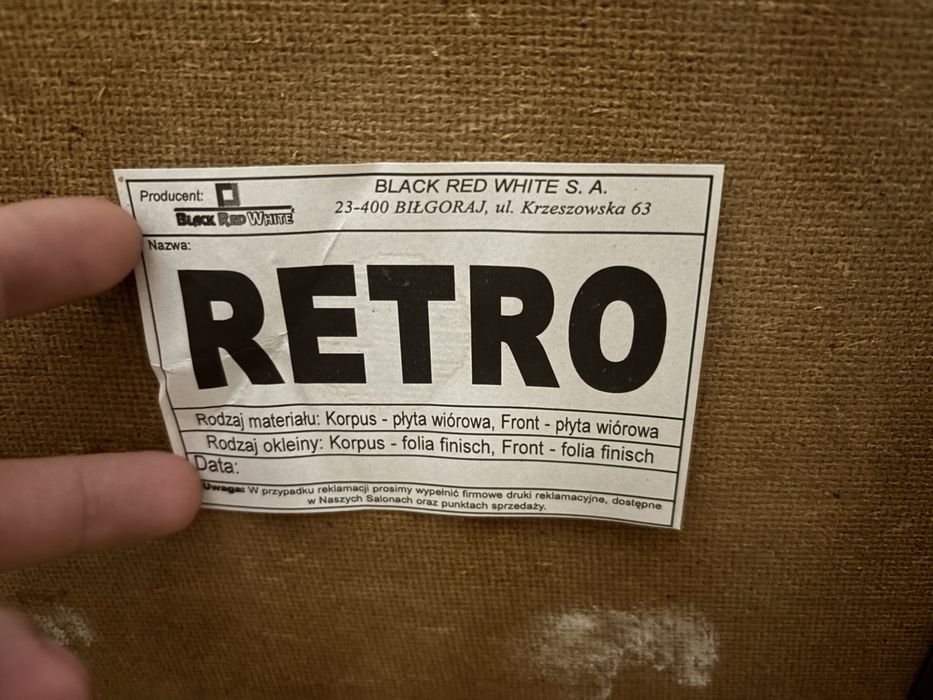 Producent:
BLACK RED WHITE
BLACK RED WHITE S. A.
23-400 BIŁGORAJ, ul. Krzeszowska 63
Nazwa:
RETRO
Rodzaj materiału: Korpus - płyta wiórowa, Front - płyta wiórowa
Rodzaj okleiny: Korpus - folia finisch, Front - folia finisch
Data:
Uwaga: W przypadku reklamacji prosimy wypełnić firmowe druki reklamacyjne, dostępne
w Naszych Salonach oraz punktach sprzedaży.